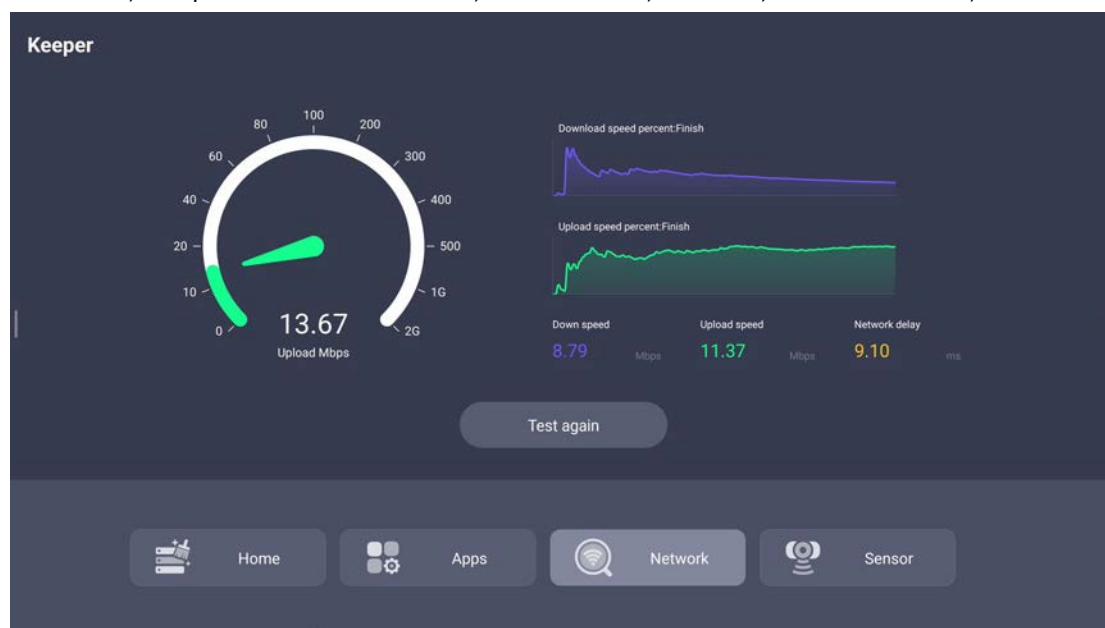 Keeper
0
10
20
40
60
80
100
200
300
400
500
1G
2G
13.67
Upload Mbps
Download speed percent:Finish
Upload speed percent:Finish
Down speed Upload speed Network delay
8.79 Mbps 11.37 Mbps 9.10 ms
Test again
Home Apps Network Sensor